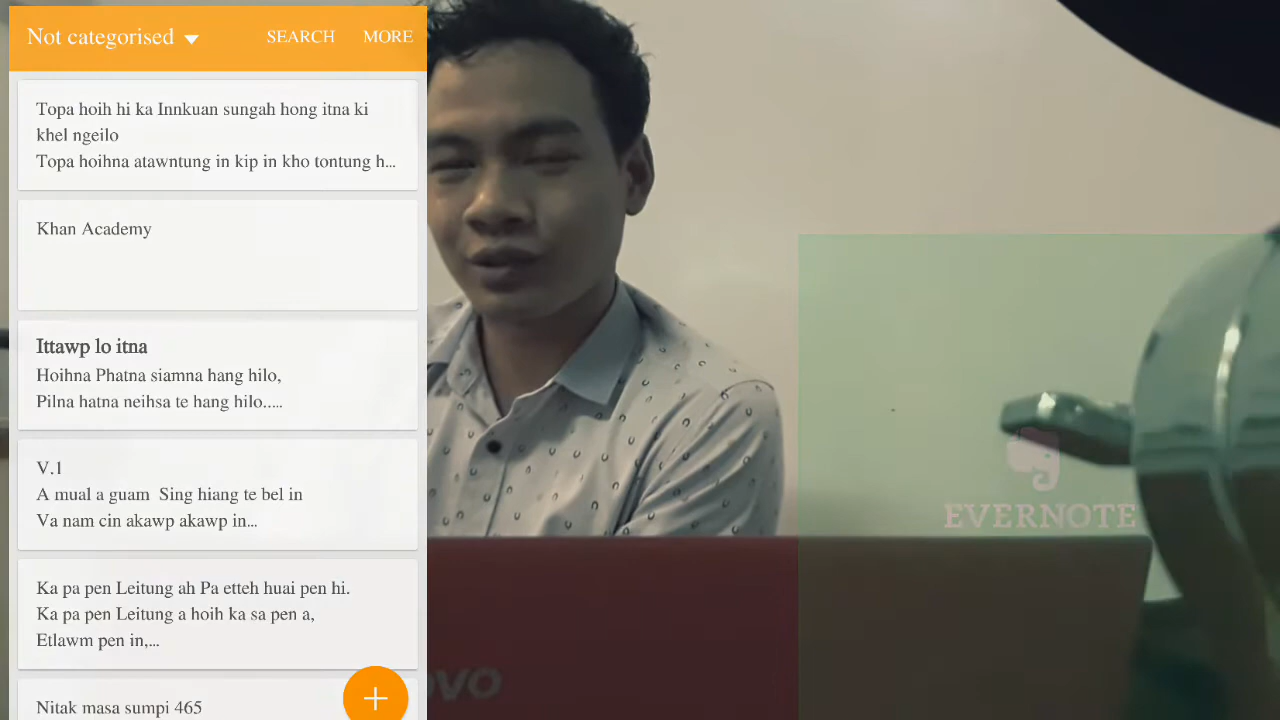 Not categorised
SEARCH
MORE
Topa hoih hi ka Innkuan sungah hong itna ki
khel ngeilo
Topa hoihna atawntung in kip in kho tontung h...
Khan Academy
Ittawp lo itna
Hoihna Phatna siamna hang hilo,
Pilna hatna neihsa te hang hilo.....
V.1
A mual a guam  Sing hiang te bel in
Va nam cin akawp akawp in...
Ka pa pen Leitung ah Pa etteh huai pen hi.
Ka pa pen Leitung a hoih ka sa pen a,
Etlawm pen in,...
Nitak masa sumpi 465
EVERNOTE
OVO